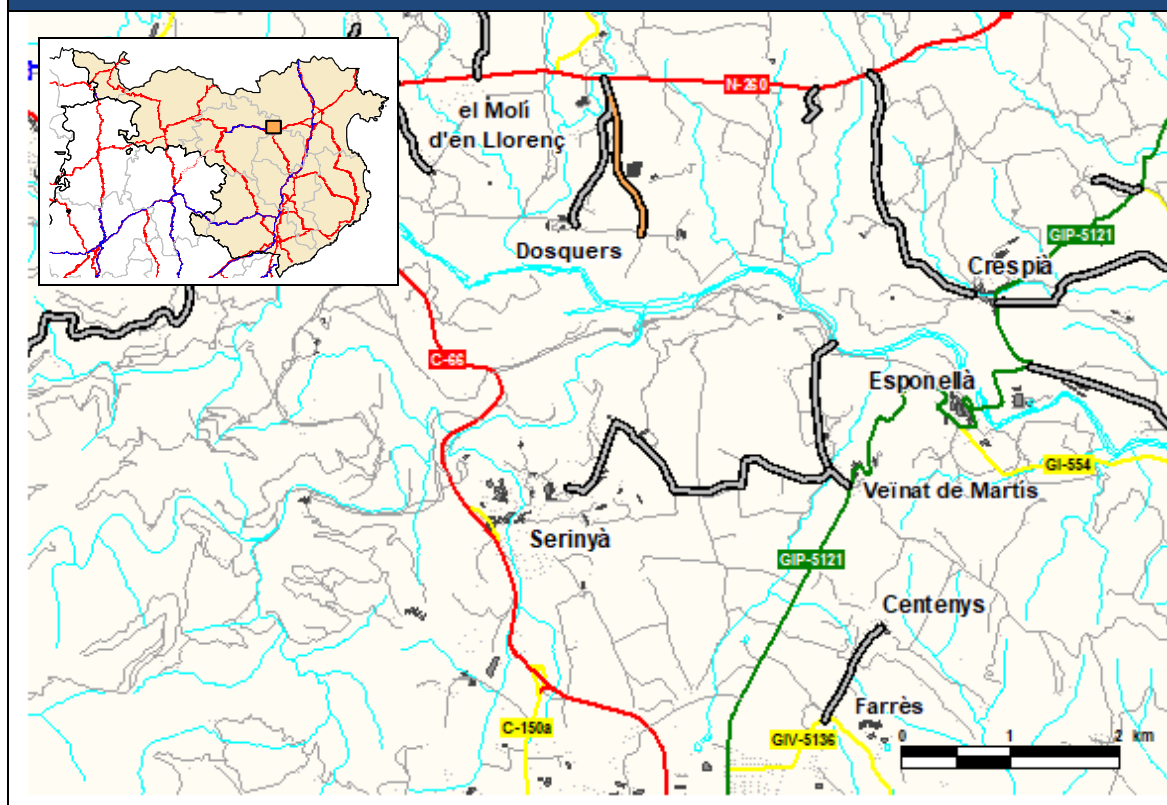 N-260
el Molí
d'en Llorenç
GIP-5121
Dosquers
Crespià
C-66
Esponellà
GI-554
Veïnat de Martís
Serinyà
GIP-5121
Centenys
Farrès
C-150a
GIV-5136
0 1 2 km